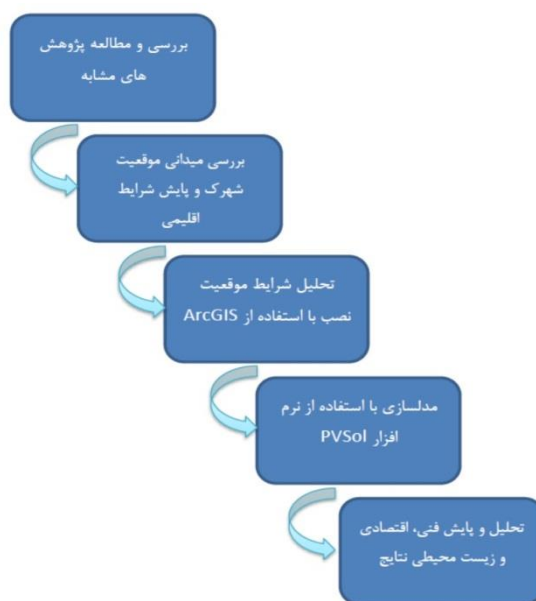 بررسی و مطالعه پژوهش
های مشابه
بررسی میدانی موقعیت
شهرک و پایش شرایط
اقلیمی
تحلیل شرایط موقعیت
نصب با استفاده از ArcGIS
مدلسازی با استفاده از نرم
افزار PVSol
تحلیل و پایش فنی، اقتصادی
و زیست محیطی نتایج